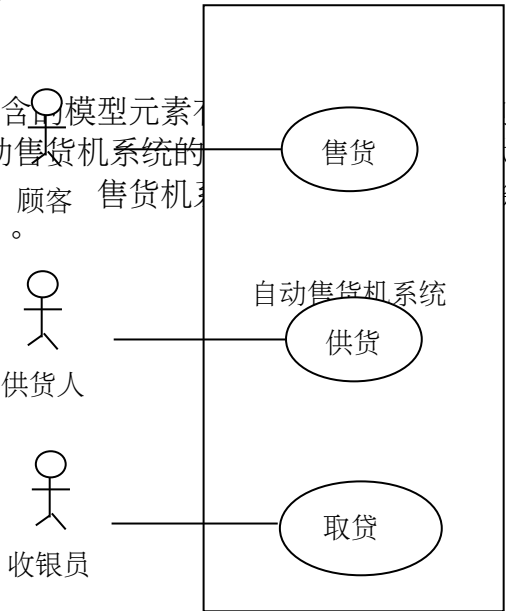 含的模型元素
动售货机系统的
售货
顾客 售货机
。
自动售货机系统
供货
供货人
取贷
收银员